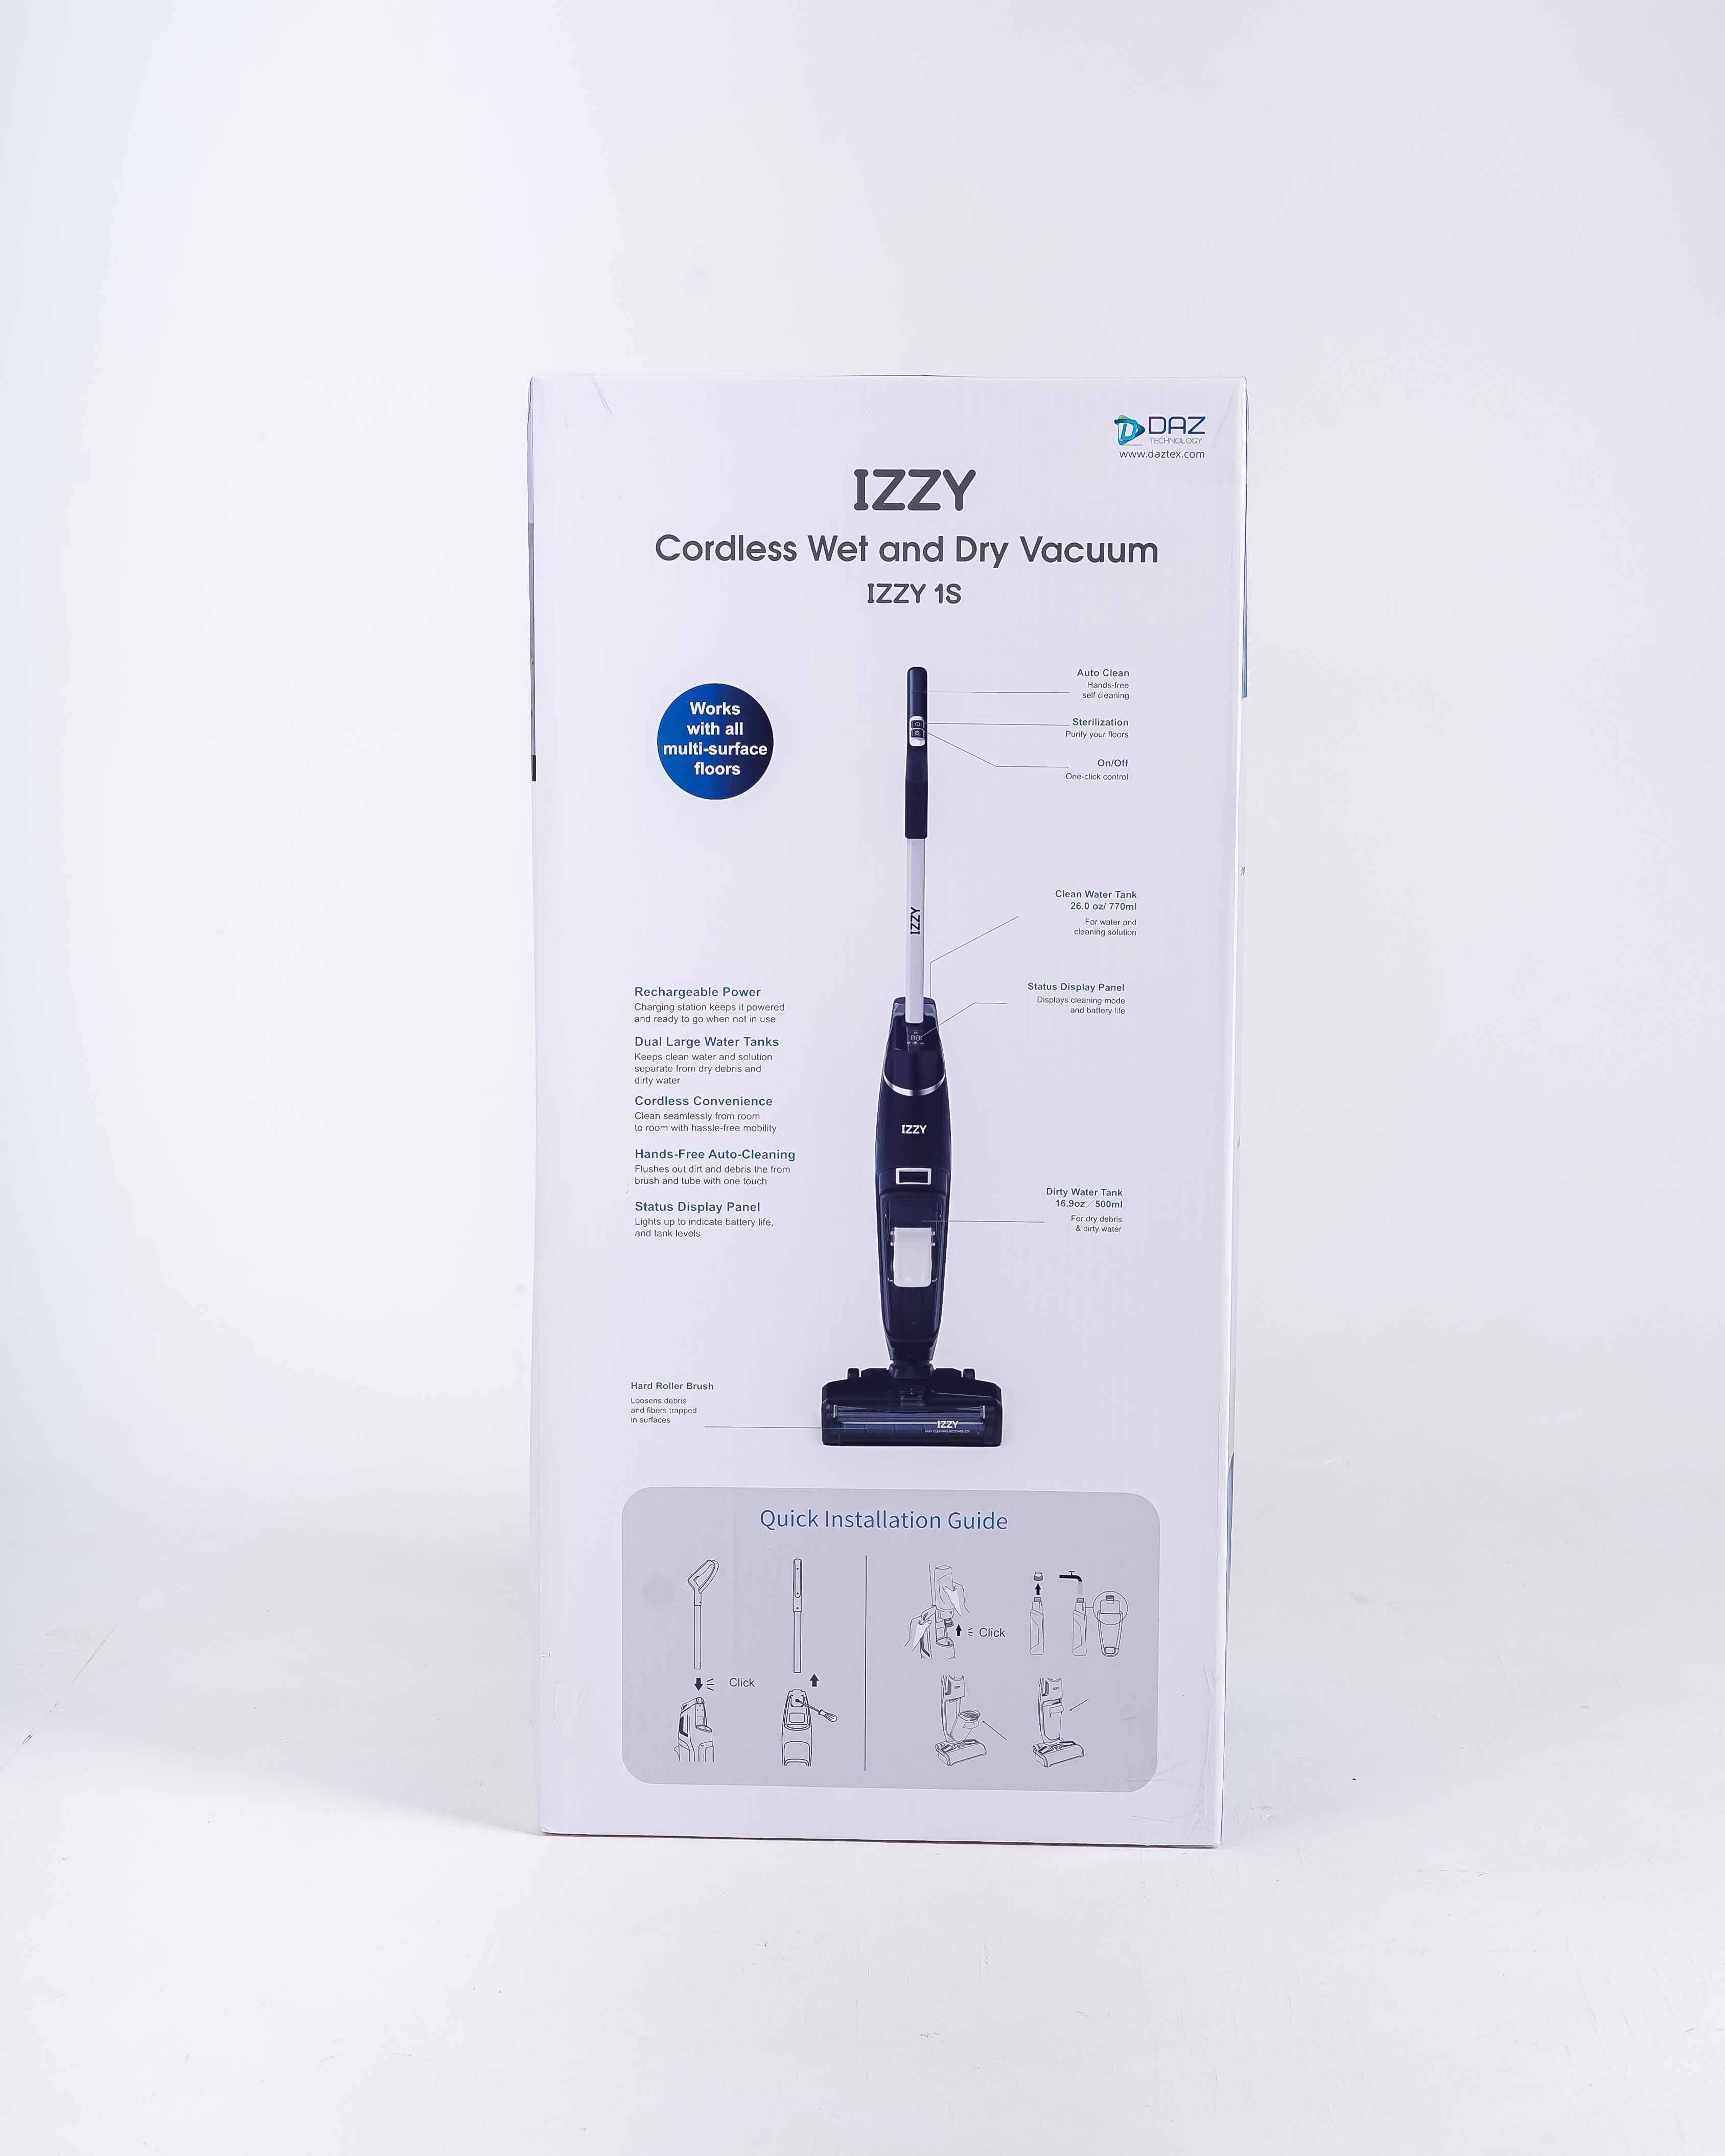 DAZ
TECHNOLOGY
www.daztex.com
IZZY
Cordless Wet and Dry Vacuum
IZZY 1S
Works
with all
multi-surface
floors
Auto Clean
Hands-free
self cleaning
Sterilization
Purify your floors
On/Off
One-click control
IZZY
Clean Water Tank
26.0 oz/ 770ml
For water and
cleaning solution
Status Display Panel
Displays cleaning mode
and battery life
Rechargeable Power
Charging station keeps it powered
and ready to go when not in use
Dual Large Water Tanks
Keeps clean water and solution
separate from dry debris and
dirty water
Cordless Convenience
Clean seamlessly from room
to room with hassle-free mobility
Hands-Free Auto-Cleaning
Flushes out dirt and debris the from
brush and tube with one touch
Status Display Panel
Lights up to indicate battery life,
and tank levels
IZZY
Dirty Water Tank
16.9oz／500ml
For dry debris
& dirty water
Hard Roller Brush
Loosens debris
and fibers trapped
in surfaces
IZZY
Quick Installation Guide
Click
Click